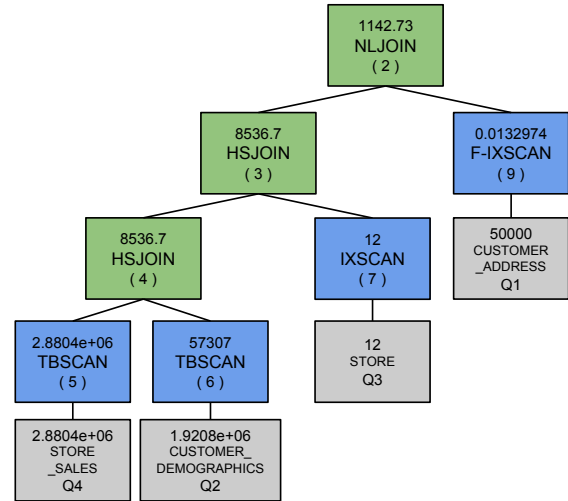 1142.73
NLJOIN
( 2 )
8536.7
HSJOIN
( 3 )
0.0132974
F-IXSCAN
( 9 )
8536.7
HSJOIN
( 4 )
12
IXSCAN
( 7 )
50000
CUSTOMER
_ADDRESS
Q1
2.8804e+06
TBSCAN
( 5 )
57307
TBSCAN
( 6 )
12
STORE
Q3
2.8804e+06
STORE
_SALES
Q4
1.9208e+06
CUSTOMER_
DEMOGRAPHICS
Q2